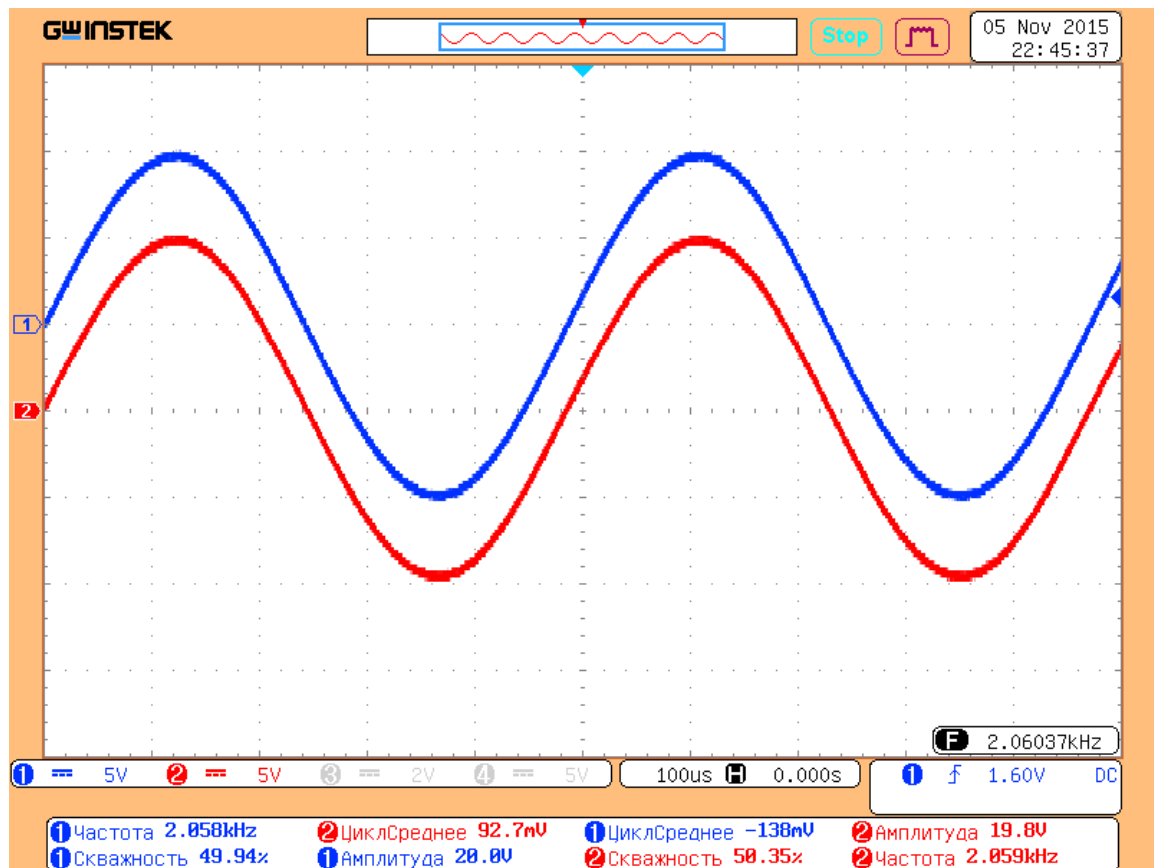 GWINSTEK
Stop
05 Nov 2015
22:45:37
1
2
F 2.06037kHz
1 5V 2 5V 3 2V 4 5V
100us H 0.000s
1 1.60V DC
1 Частота 2.058kHz 2 ЦиклСреднее 92.7mV 1 ЦиклСреднее -138mV 2 Амплитуда 19.8V
1 Скважность 49.94% 1 Амплитуда 20.0V 2 Скважность 50.35% 2 Частота 2.059kHz